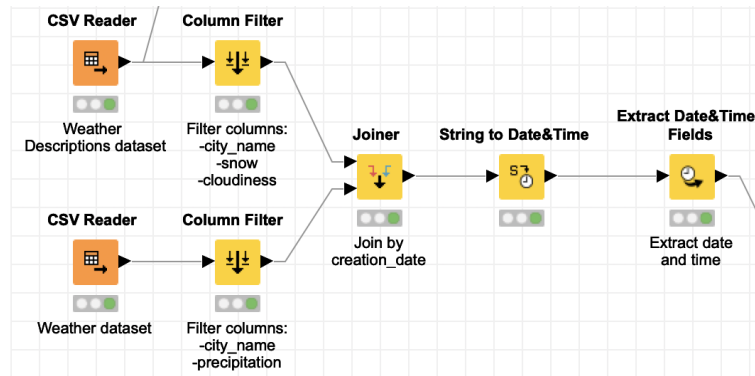 CSV Reader
Column Filter
Weather
Descriptions dataset
Filter columns:
-city_name
-snow
-cloudiness
Joiner
String to Date&Time
Extract Date&Time
Fields
S
Join by
creation_date
Extract date
and time
CSV Reader
Column Filter
Weather dataset
Filter columns:
-city_name
-precipitation